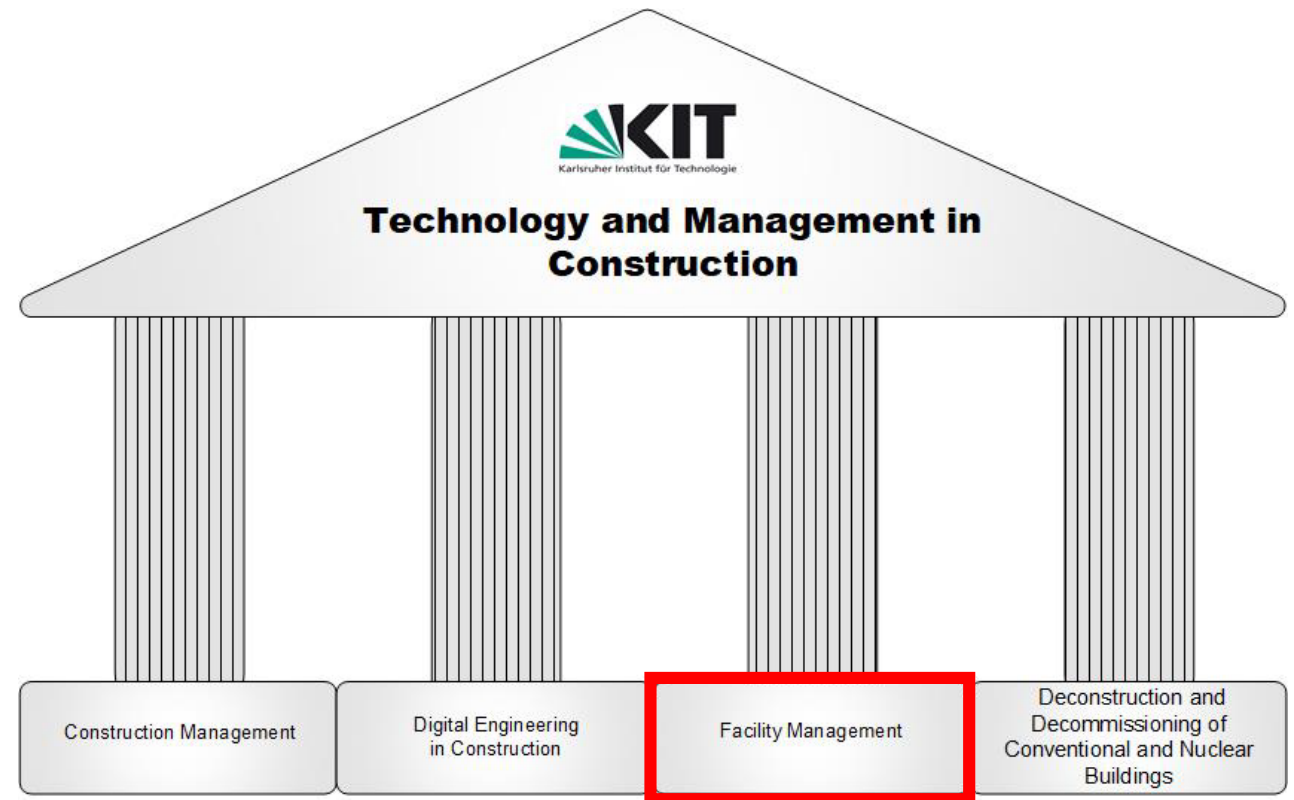 KIT
Karlsruher Institut für Technologie
Technology and Management in
Construction
Construction Management
Digital Engineering
in Construction
Facility Management
Deconstruction and
Decommissioning of
Conventional and Nuclear
Buildings